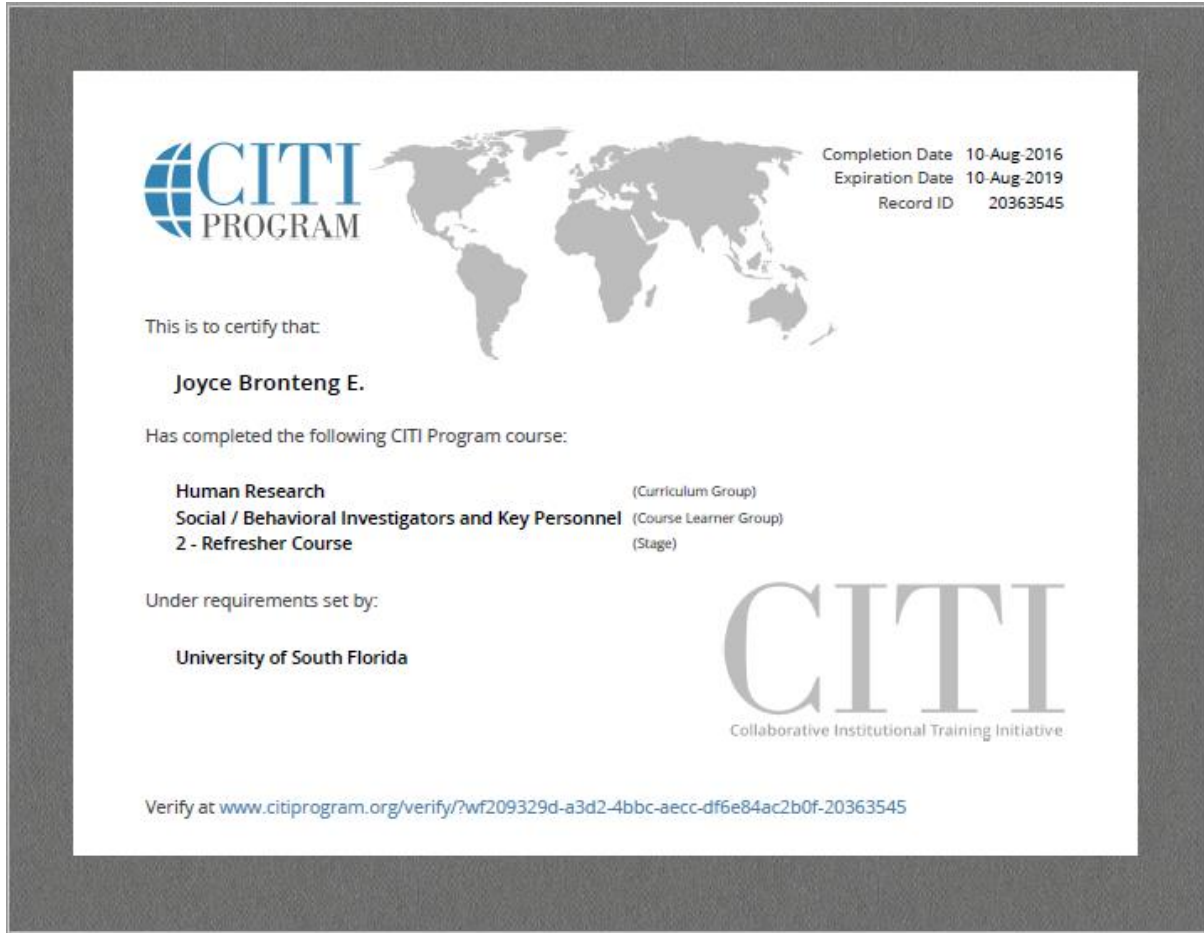 CITI
PROGRAM
Completion Date 10-Aug-2016
Expiration Date 10-Aug-2019
Record ID 20363545
This is to certify that:
Joyce Bronteng E.
Has completed the following CITI Program course:
Human Research (Curriculum Group)
Social / Behavioral Investigators and Key Personnel (Course Learner Group)
2 - Refresher Course (Stage)
Under requirements set by:
University of South Florida
CITI
Collaborative Institutional Training Initiative
Verify at www.citiprogram.org/verify/?wf209329d-a3d2-4bbc-aecc-df6e84ac2b0f-20363545